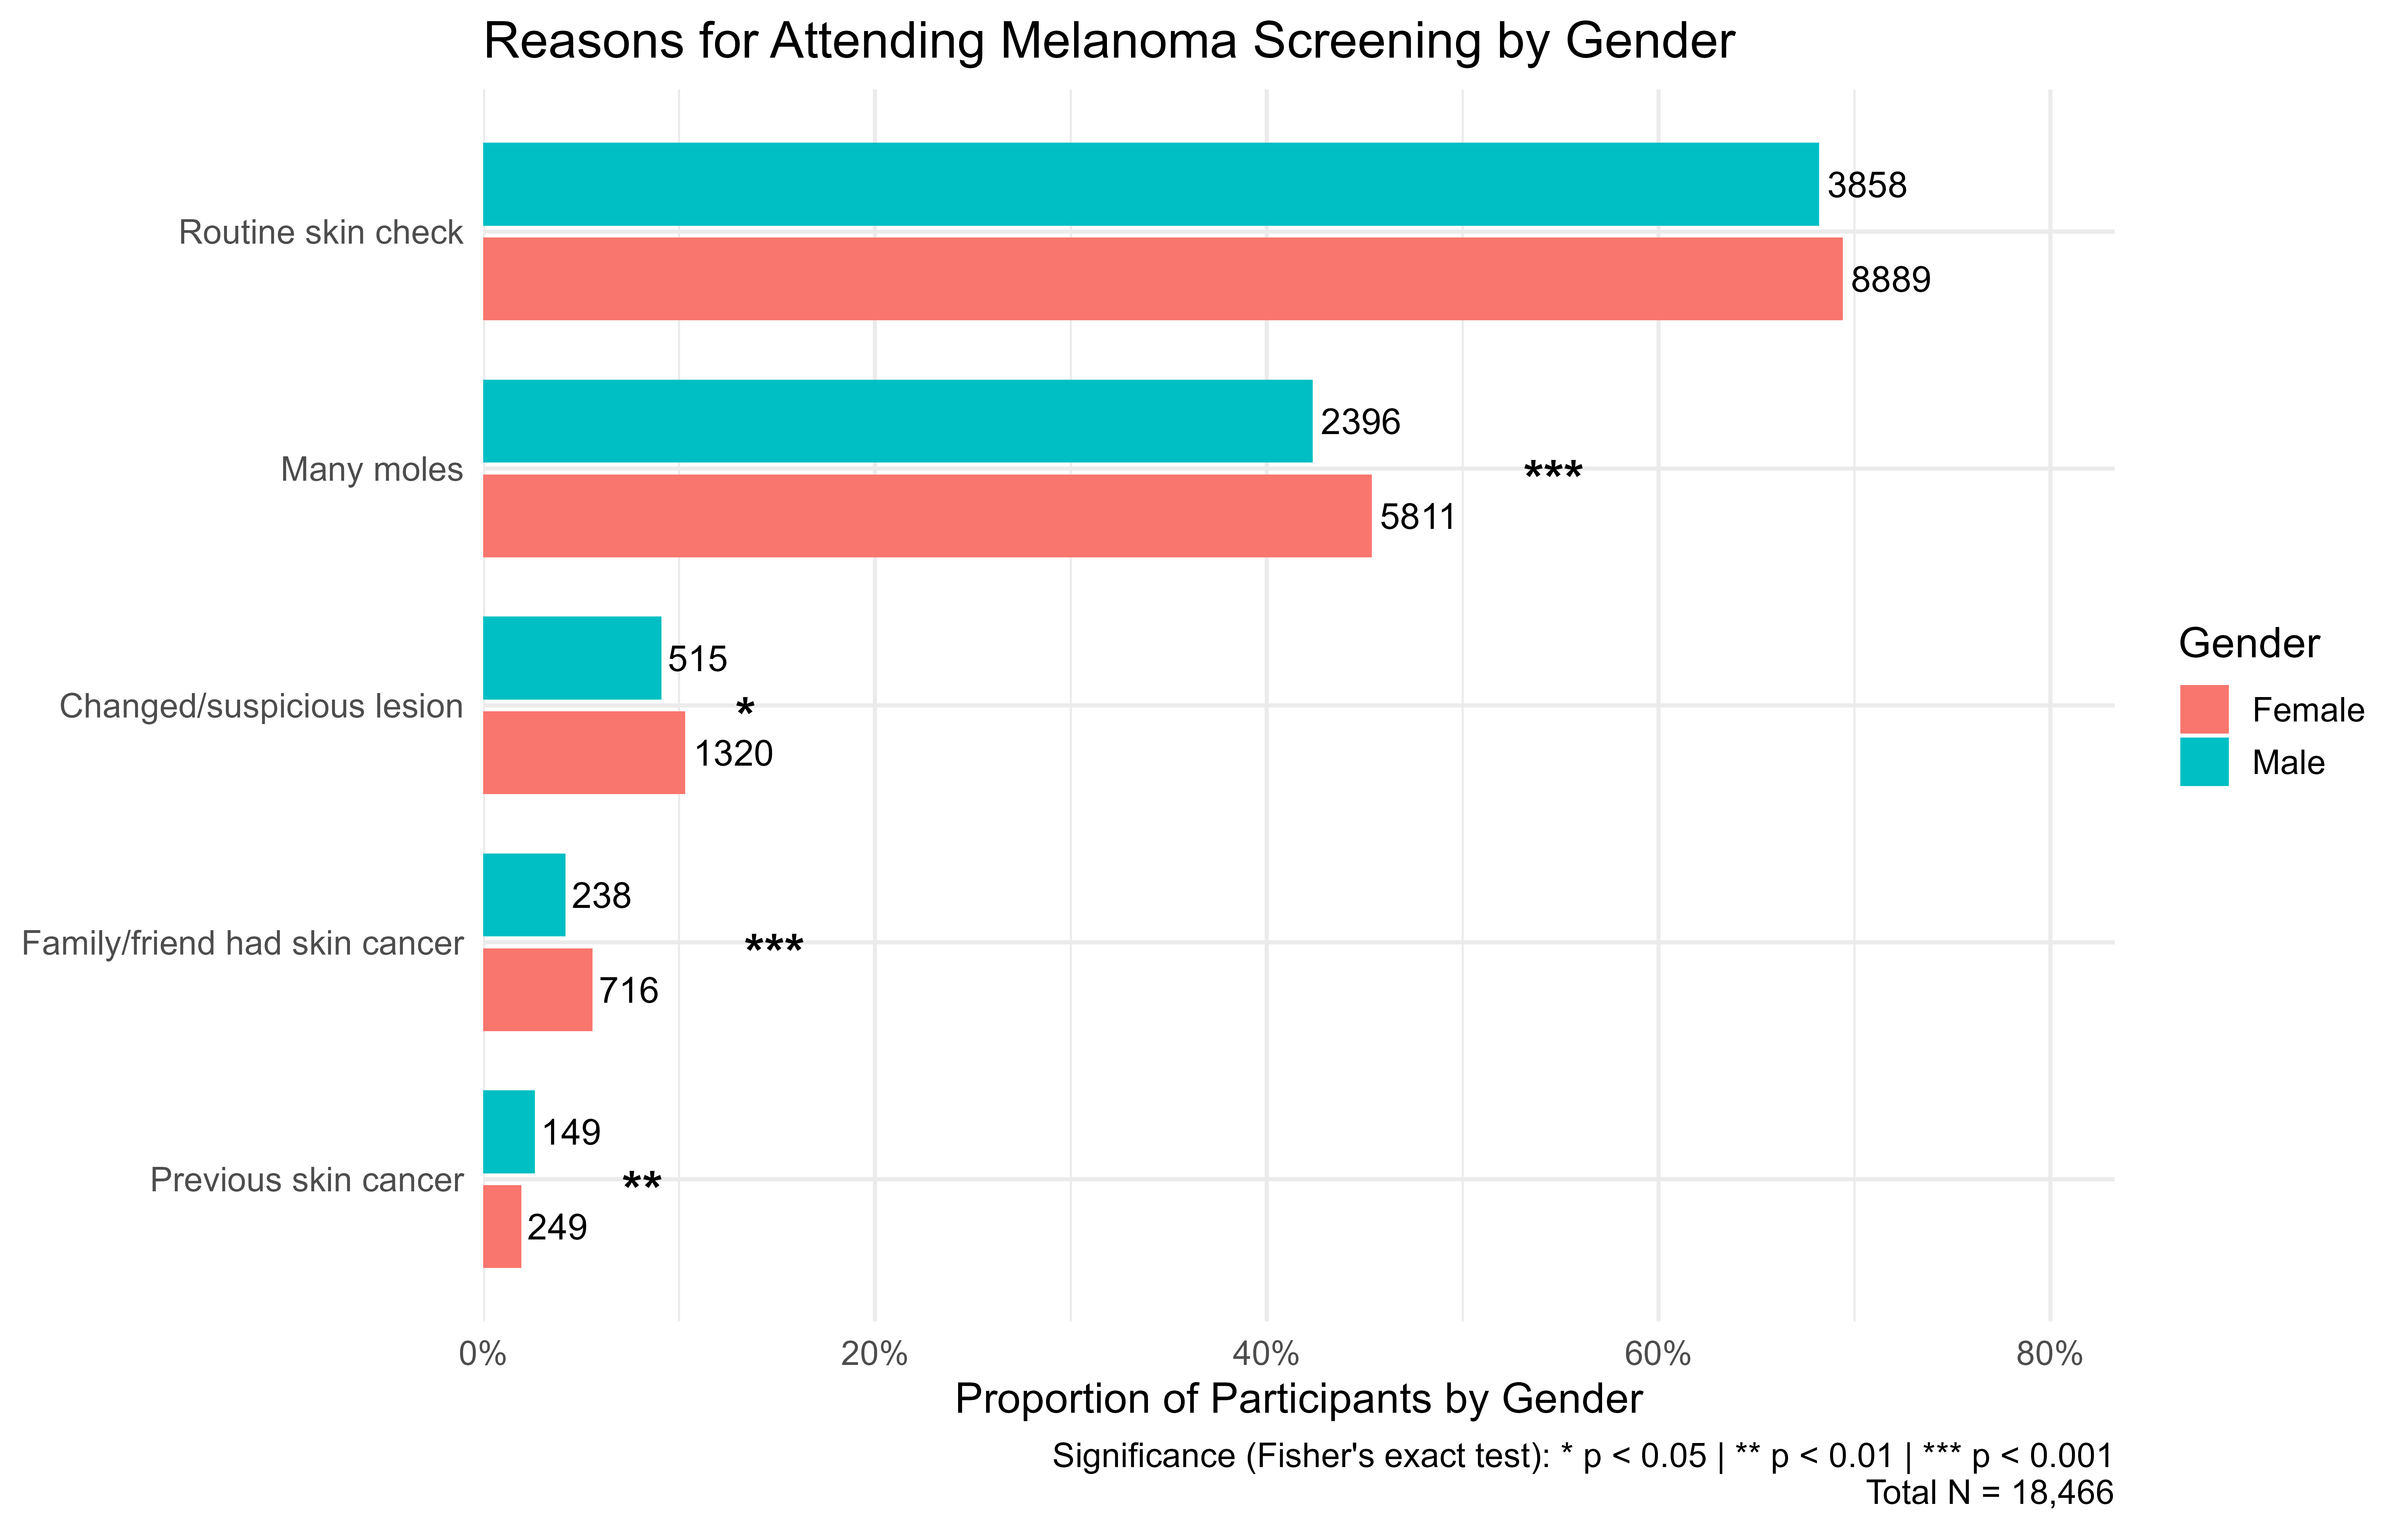 Reasons for Attending Melanoma Screening by Gender
Routine skin check
3858
8889
Many moles
2396
***
5811
Changed/suspicious lesion
515
*
1320
Family/friend had skin cancer
238
***
716
Previous skin cancer
149
**
249
0% 20% 40% 60% 80%
Proportion of Participants by Gender
Significance (Fisher's exact test): * p < 0.05 | ** p < 0.01 | *** p < 0.001
Total N = 18,466
Gender
Female
Male